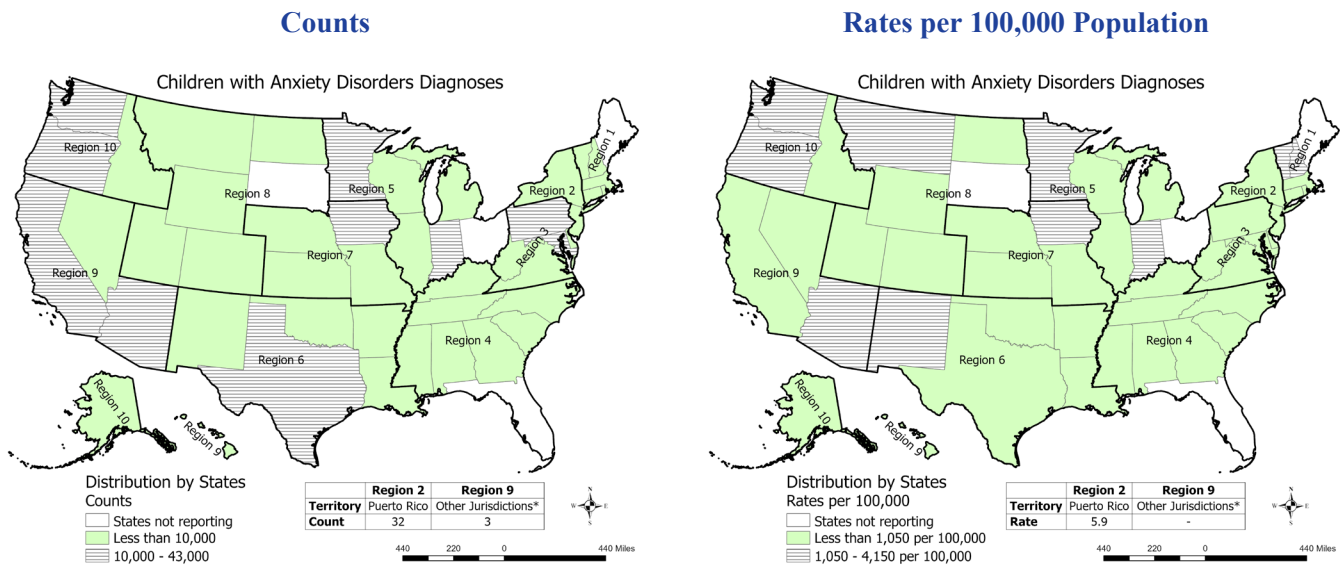 Counts
Children with Anxiety Disorders Diagnoses
Region 1
Region 10
Region 8
Region 5
Region 2
Region 3
Region 7
Region 9
Region 4
Region 6
Region 10
Region 9
Distribution by States
Counts
States not reporting
Less than 10,000
10,000 - 43,000
Region 2 Region 9
Territory Puerto Rico Other Jurisdictions*
Count 32 3
N
W E
S
440 220 0 440 Miles
Rates per 100,000 Population
Children with Anxiety Disorders Diagnoses
Region 1
Region 10
Region 8
Region 5
Region 2
Region 3
Region 7
Region 9
Region 4
Region 6
Region 10
Region 9
Distribution by States
Rates per 100,000
States not reporting
Less than 1,050 per 100,000
1,050 - 4,150 per 100,000
Region 2 Region 9
Territory Puerto Rico Other Jurisdictions*
Rate 5.9 -
N
W E
S
440 220 0 440 Miles